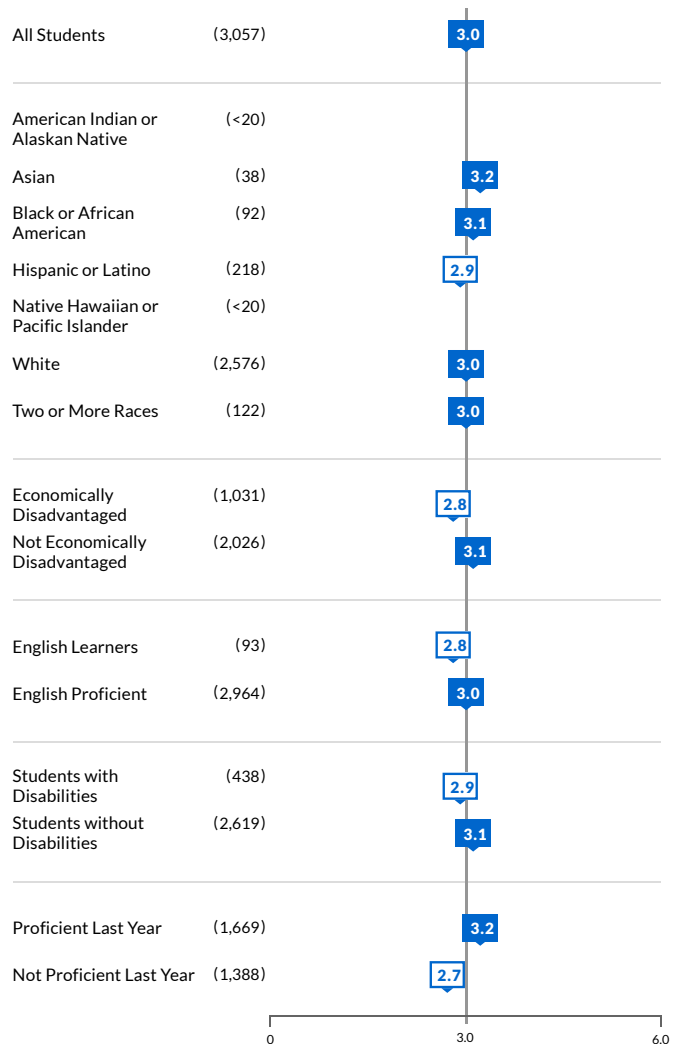 All Students (3,057) 3.0
American Indian or (<20)
Alaskan Native
Asian (38) 3.2
Black or African (92) 3.1
American
Hispanic or Latino (218) 2.9
Native Hawaiian or (<20)
Pacific Islander
White (2,576) 3.0
Two or More Races (122) 3.0
Economically (1,031) 2.8
Disadvantaged
Not Economically (2,026) 3.1
Disadvantaged
English Learners (93) 2.8
English Proficient (2,964) 3.0
Students with (438) 2.9
Disabilities
Students without (2,619) 3.1
Disabilities
Proficient Last Year (1,669) 3.2
Not Proficient Last Year (1,388) 2.7
0 3.0 6.0